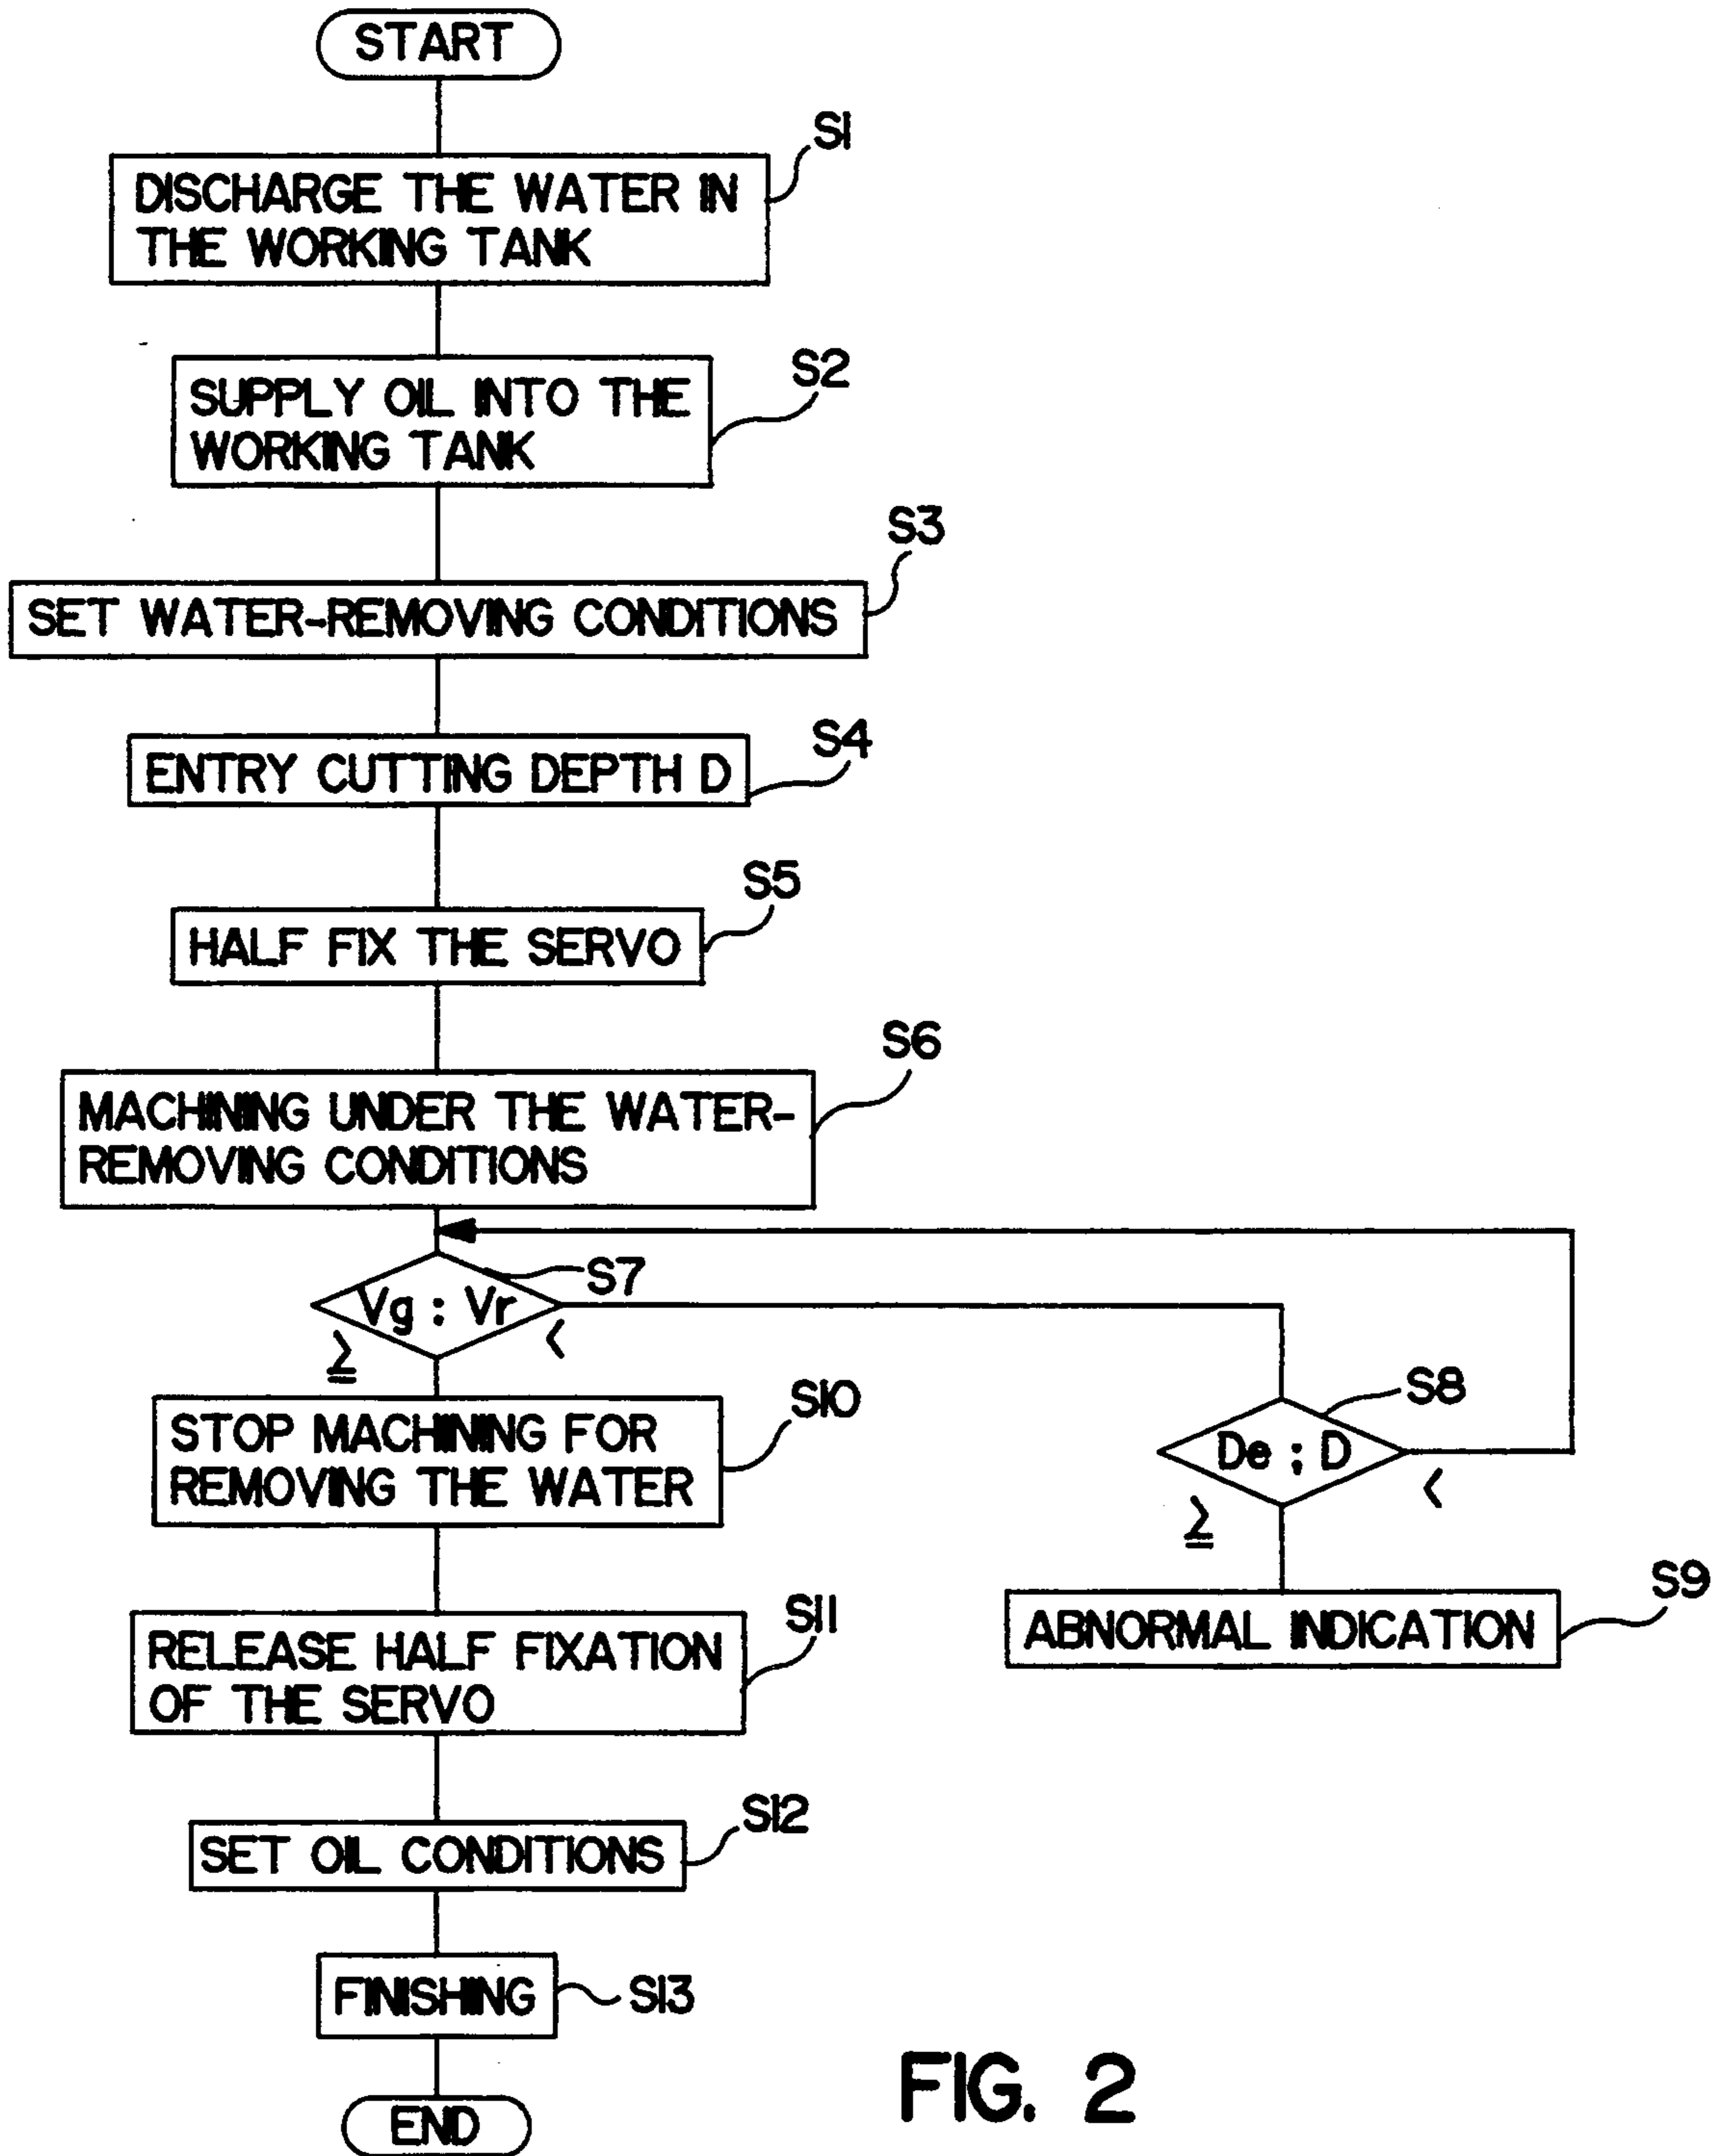 START
S1
DISCHARGE THE WATER IN
THE WORKING TANK
S2
SUPPLY OIL INTO THE
WORKING TANK
S3
SET WATER-REMOVING CONDITIONS
S4
ENTRY CUTTING DEPTH D
S5
HALF FIX THE SERVO
S6
MACHINING UNDER THE WATER-
REMOVING CONDITIONS
S7
Vg : Vr
≧
<
S8
De ; D
≧
<
S9
ABNORMAL INDICATION
S10
STOP MACHINING FOR
REMOVING THE WATER
S11
RELEASE HALF FIXATION
OF THE SERVO
S12
SET OIL CONDITIONS
FINISHING
S13
END
FIG. 2